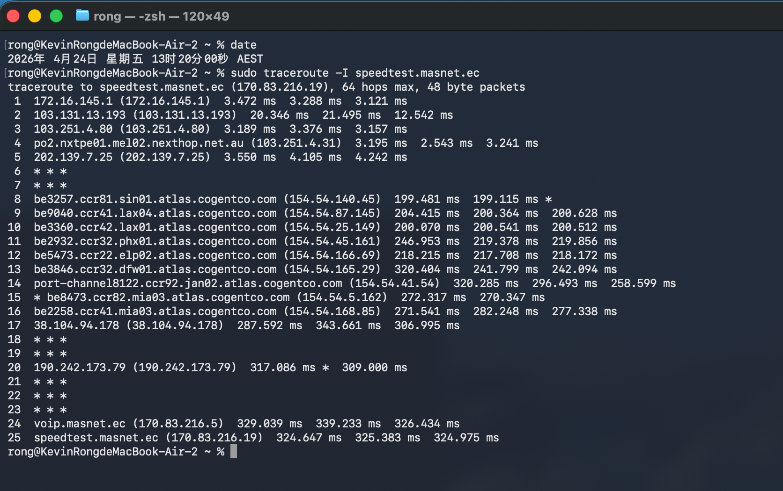 rong — -zsh — 120×49
[rong@KevinRongdeMacBook-Air-2 ~ % date
2026年 4月24日 星期五 13时20分00秒 AEST
[rong@KevinRongdeMacBook-Air-2 ~ % sudo traceroute -I speedtest.masnet.ec
traceroute to speedtest.masnet.ec (170.83.216.19), 64 hops max, 48 byte packets
1 172.16.145.1 (172.16.145.1) 3.472 ms 3.288 ms 3.121 ms
2 103.131.13.193 (103.131.13.193) 20.346 ms 21.495 ms 12.542 ms
3 103.251.4.80 (103.251.4.80) 3.189 ms 3.376 ms 3.157 ms
4 po2.nxtpe01.mel02.nexthop.net.au (103.251.4.31) 3.195 ms 2.543 ms 3.241 ms
5 202.139.7.25 (202.139.7.25) 3.550 ms 4.105 ms 4.242 ms
6 * * *
7 * * *
8 be3257.ccr81.sin01.atlas.cogentco.com (154.54.140.45) 199.481 ms 199.115 ms *
9 be9040.ccr41.lax04.atlas.cogentco.com (154.54.87.145) 204.415 ms 200.364 ms 200.628 ms
10 be3360.ccr42.lax01.atlas.cogentco.com (154.54.25.149) 200.070 ms 200.541 ms 200.512 ms
11 be2932.ccr32.phx01.atlas.cogentco.com (154.54.45.161) 246.953 ms 219.378 ms 219.856 ms
12 be5473.ccr22.elp02.atlas.cogentco.com (154.54.166.69) 218.215 ms 217.708 ms 218.172 ms
13 be3846.ccr32.dfw01.atlas.cogentco.com (154.54.165.29) 320.404 ms 241.799 ms 242.094 ms
14 port-channel8122.ccr92.jan02.atlas.cogentco.com (154.54.41.54) 320.285 ms 296.493 ms 258.599 ms
15 * be8473.ccr82.mia03.atlas.cogentco.com (154.54.5.162) 272.317 ms 270.347 ms
16 be2258.ccr41.mia03.atlas.cogentco.com (154.54.168.85) 271.541 ms 282.248 ms 277.338 ms
17 38.104.94.178 (38.104.94.178) 287.592 ms 343.661 ms 306.995 ms
18 * * *
19 * * *
20 190.242.173.79 (190.242.173.79) 317.086 ms * 309.000 ms
21 * * *
22 * * *
23 * * *
24 voip.masnet.ec (170.83.216.5) 329.039 ms 339.233 ms 326.434 ms
25 speedtest.masnet.ec (170.83.216.19) 324.647 ms 325.383 ms 324.975 ms
rong@KevinRongdeMacBook-Air-2 ~ %